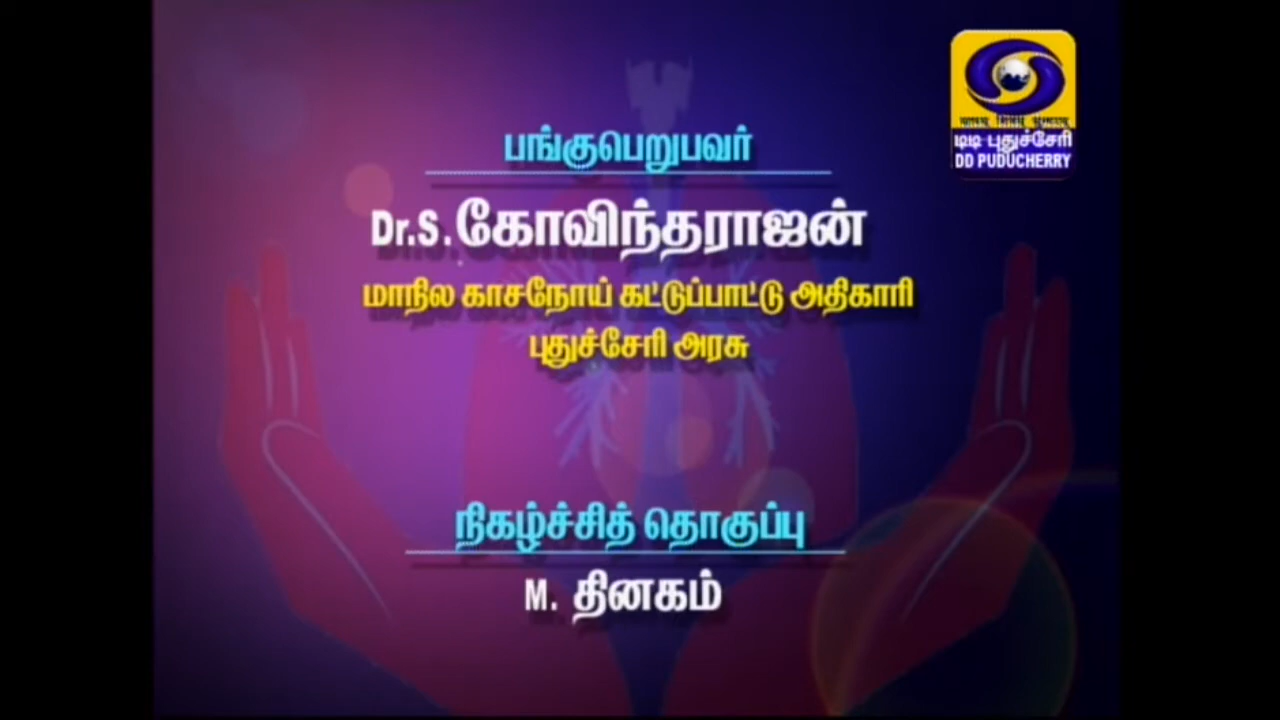 பங்குபெறுபவர்
Dr.S.கோவிந்தராஜன்
மாநில காசநோய் கட்டுப்பாட்டு அதிகாரி
புதுச்சேரி அரசு
நிகழ்ச்சித் தொகுப்பு
M. தினகம்
டிடி புதுச்சேரி
DD PUDUCHERRY